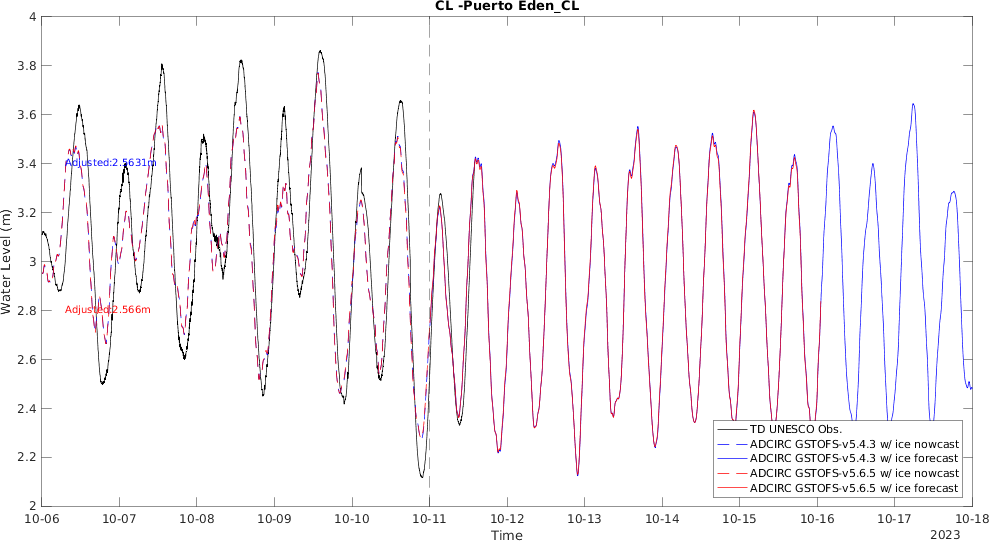 CL -Puerto Eden_CL
4
3.8
3.6
3.4
3.2
3
2.8
2.6
2.4
2.2
2
Water Level (m)
Adjusted:2.5631m
Adjusted:2.566m
TD UNESCO Obs.
ADCIRC GSTOFS-v5.4.3 w/ ice nowcast
ADCIRC GSTOFS-v5.4.3 w/ ice forecast
ADCIRC GSTOFS-v5.6.5 w/ ice nowcast
ADCIRC GSTOFS-v5.6.5 w/ ice forecast
10-06 10-07 10-08 10-09 10-10 10-11 10-12 10-13 10-14 10-15 10-16 10-17 10-18
Time
2023